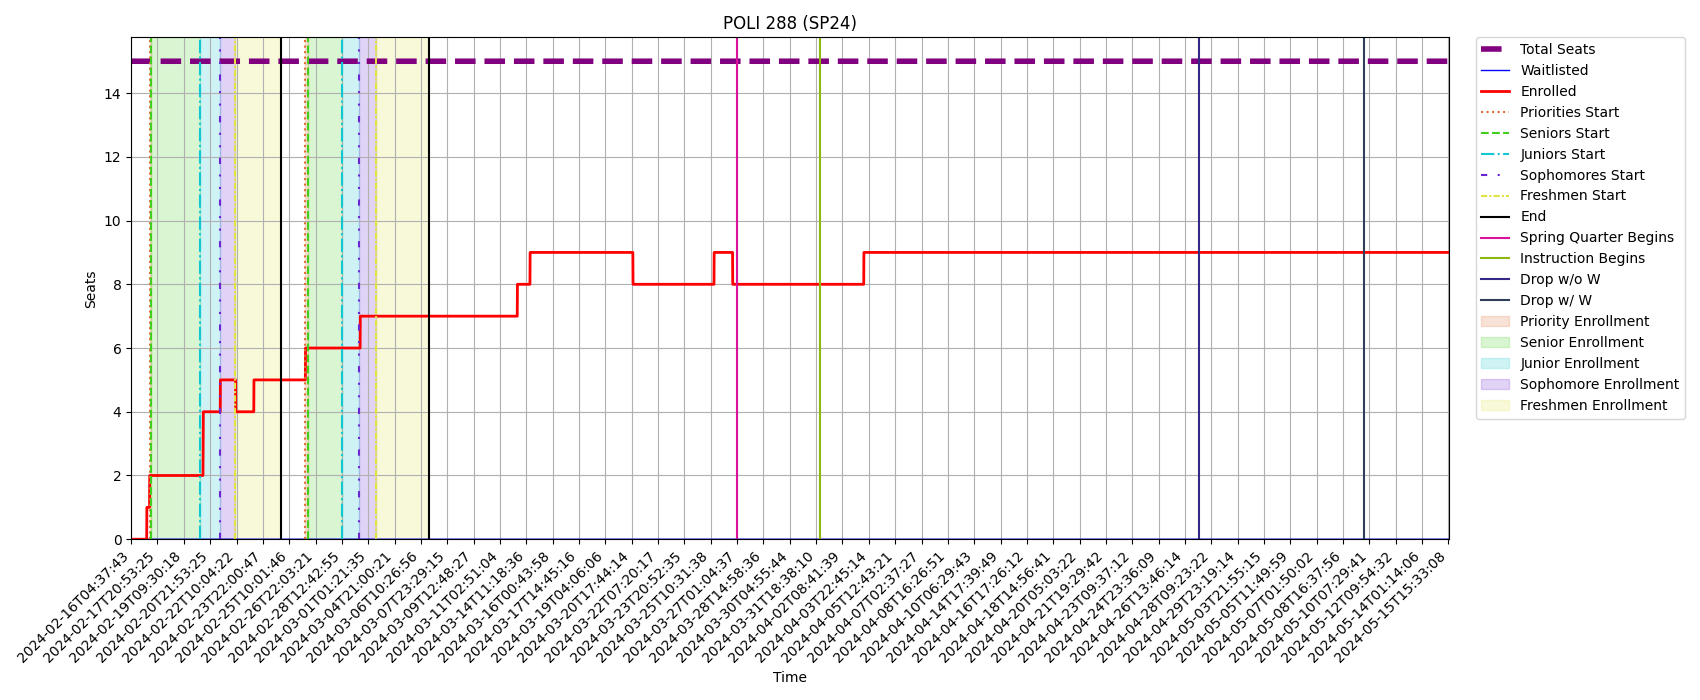 POLI 288 (SP24)
Seats
14
12
10
8
6
4
2
0
2024-02-16T04:37:43
2024-02-17T20:53:25
2024-02-19T09:30:18
2024-02-20T21:53:25
2024-02-22T10:04:22
2024-02-23T22:00:47
2024-02-25T10:01:46
2024-02-26T22:03:21
2024-02-28T12:42:55
2024-03-01T01:21:35
2024-03-04T21:00:21
2024-03-06T10:26:56
2024-03-07T23:29:15
2024-03-09T12:48:27
2024-03-11T02:51:04
2024-03-14T11:18:36
2024-03-16T00:43:58
2024-03-17T14:45:16
2024-03-19T04:06:06
2024-03-20T17:44:14
2024-03-22T07:20:17
2024-03-23T20:52:35
2024-03-25T10:31:38
2024-03-27T01:04:37
2024-03-28T14:58:36
2024-03-30T04:55:44
2024-03-31T18:38:10
2024-04-02T08:41:39
2024-04-03T22:45:14
2024-04-05T12:43:21
2024-04-07T02:37:27
2024-04-08T16:26:51
2024-04-10T06:29:43
2024-04-14T17:39:49
2024-04-16T17:26:12
2024-04-18T14:56:41
2024-04-20T05:03:22
2024-04-21T19:29:42
2024-04-23T09:37:12
2024-04-24T23:36:09
2024-04-26T13:46:14
2024-04-28T09:23:22
2024-04-29T23:19:14
2024-05-03T21:55:15
2024-05-05T11:49:59
2024-05-07T01:50:02
2024-05-08T16:37:56
2024-05-10T07:29:41
2024-05-12T09:54:32
2024-05-14T01:14:06
2024-05-15T15:33:08
Time
Total Seats
Waitlisted
Enrolled
Priorities Start
Seniors Start
Juniors Start
Sophomores Start
Freshmen Start
End
Spring Quarter Begins
Instruction Begins
Drop w/o W
Drop w/ W
Priority Enrollment
Senior Enrollment
Junior Enrollment
Sophomore Enrollment
Freshmen Enrollment